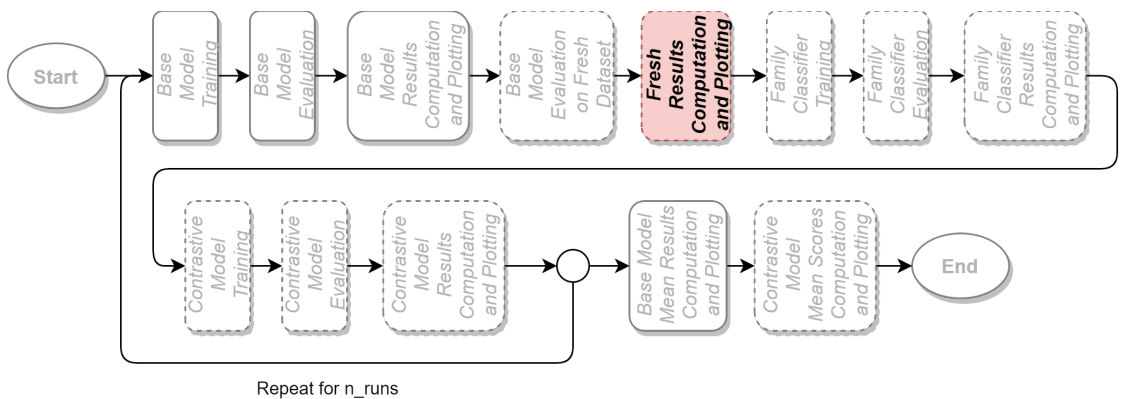 Start
Base
Model
Training
Base
Model
Evaluation
Base
Model
Results
Computation
and Plotting
Base
Model
Evaluation
on Fresh
Dataset
Fresh
Results
Computation
and Plotting
Family
Classifier
Training
Family
Classifier
Evaluation
Family
Classifier
Results
Computation
and Plotting
Contrastive
Model
Training
Contrastive
Model
Evaluation
Contrastive
Model
Results
Computation
and Plotting
Base Model
Mean Results
Computation
and Plotting
Contrastive
Model
Mean Scores
Computation
and Plotting
End
Repeat for n_runs